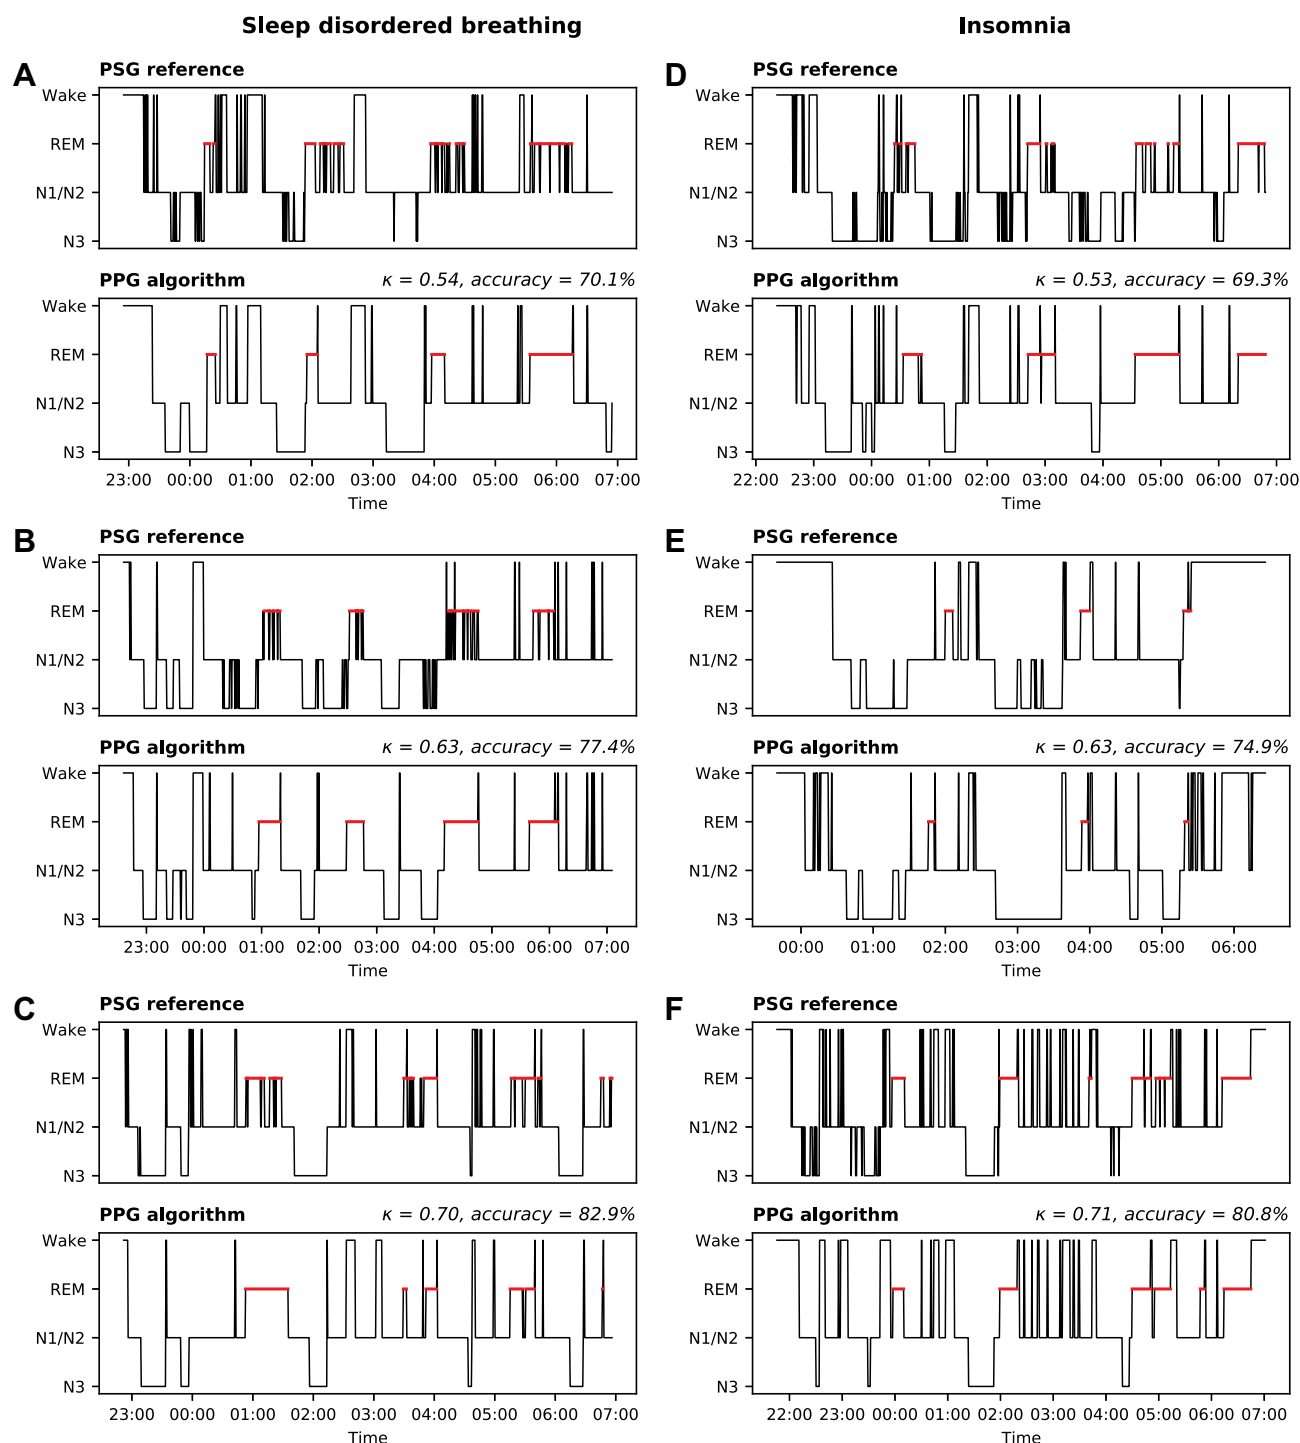 Sleep disordered breathing
A
PSG reference
Wake
REM
N1/N2
N3
PPG algorithm
κ = 0.54, accuracy = 70.1%
Wake
REM
N1/N2
N3
23:00 00:00 01:00 02:00 03:00 04:00 05:00 06:00 07:00
Time
B
PSG reference
Wake
REM
N1/N2
N3
PPG algorithm
κ = 0.63, accuracy = 77.4%
Wake
REM
N1/N2
N3
23:00 00:00 01:00 02:00 03:00 04:00 05:00 06:00 07:00
Time
C
PSG reference
Wake
REM
N1/N2
N3
PPG algorithm
κ = 0.70, accuracy = 82.9%
Wake
REM
N1/N2
N3
23:00 00:00 01:00 02:00 03:00 04:00 05:00 06:00 07:00
Time
Insomnia
D
PSG reference
Wake
REM
N1/N2
N3
PPG algorithm
κ = 0.53, accuracy = 69.3%
Wake
REM
N1/N2
N3
22:00 23:00 00:00 01:00 02:00 03:00 04:00 05:00 06:00 07:00
Time
E
PSG reference
Wake
REM
N1/N2
N3
PPG algorithm
κ = 0.63, accuracy = 74.9%
Wake
REM
N1/N2
N3
00:00 01:00 02:00 03:00 04:00 05:00 06:00
Time
F
PSG reference
Wake
REM
N1/N2
N3
PPG algorithm
κ = 0.71, accuracy = 80.8%
Wake
REM
N1/N2
N3
22:00 23:00 00:00 01:00 02:00 03:00 04:00 05:00 06:00 07:00
Time